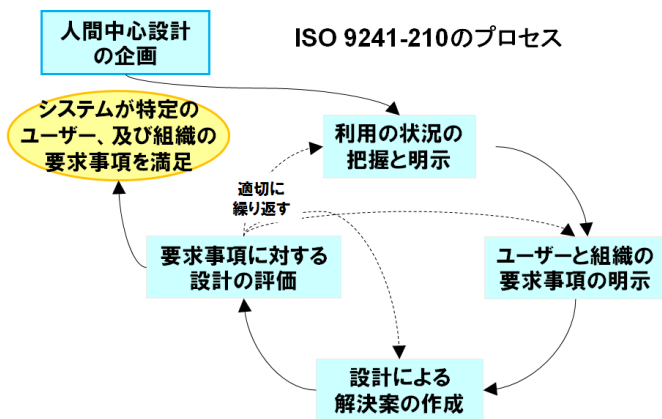 人間中心設計
の企画
ISO 9241-210のプロセス
システムが特定の
ユーザー、及び組織の
要求事項を満足
利用の状況の
把握と明示
適切に
繰り返す
要求事項に対する
設計の評価
ユーザーと組織の
要求事項の明示
設計による
解決案の作成